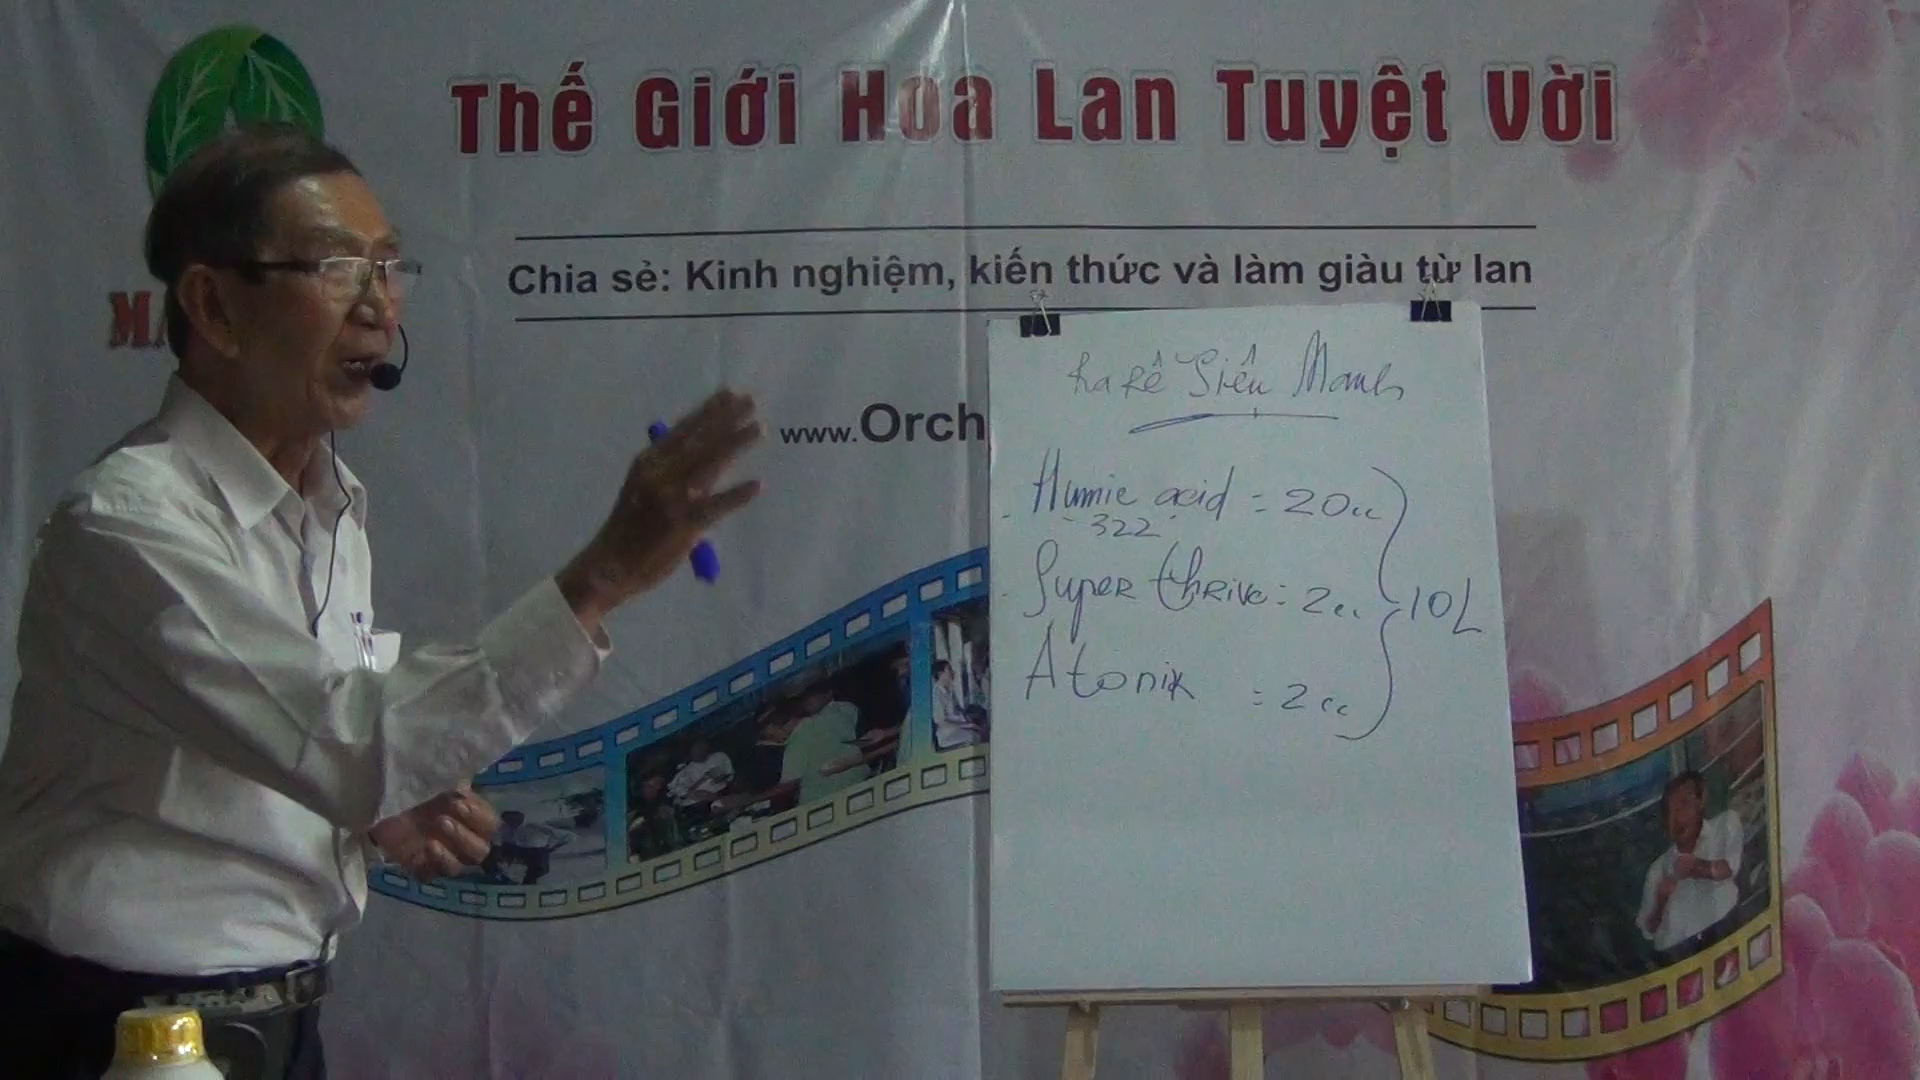 Thế Giới Hoa Lan Tuyệt Vời
Chia sẻ: Kinh nghiệm, kiến thức và làm giàu từ lan
www.Orch
Ra Rễ Siêu Mạnh
- Humic acid = 20cc
- 322 -
- Super thrive = 2cc
10L
Atonik = 2cc